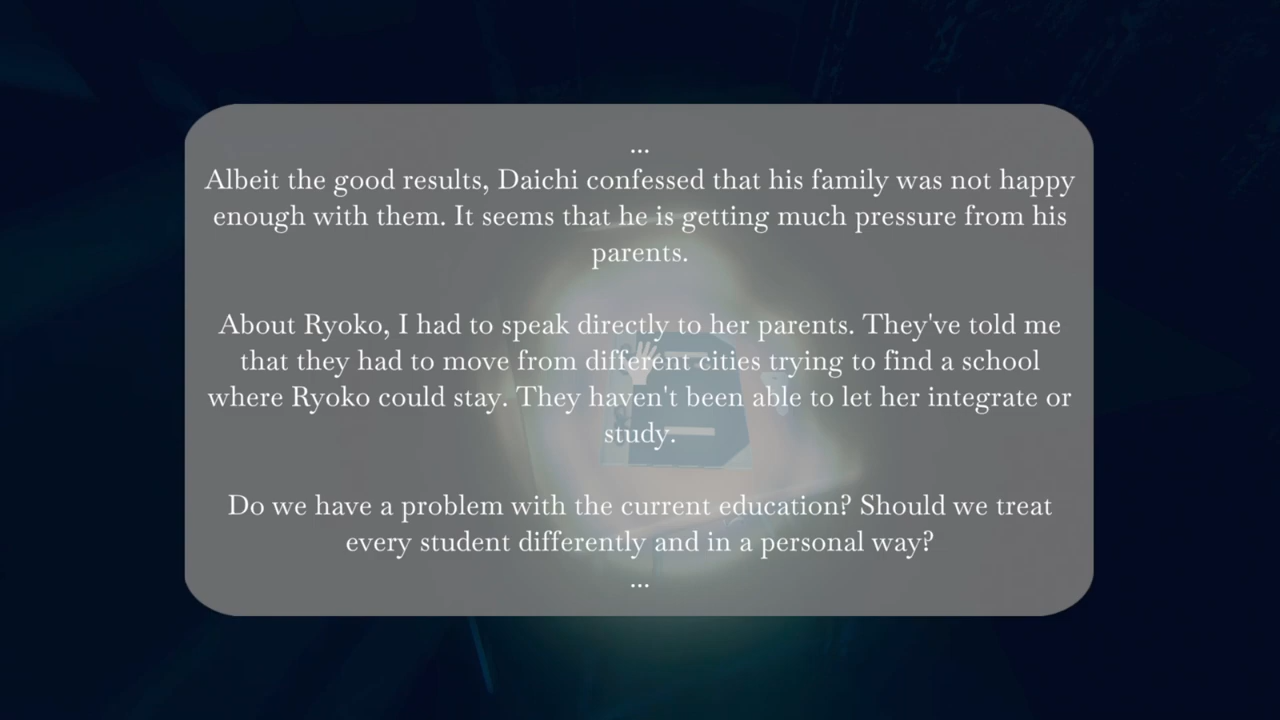 ...
Albeit the good results, Daichi confessed that his family was not happy
enough with them. It seems that he is getting much pressure from his
parents.
About Ryoko, I had to speak directly to her parents. They've told me
that they had to move from different cities trying to find a school
where Ryoko could stay. They haven't been able to let her integrate or
study.
Do we have a problem with the current education? Should we treat
every student differently and in a personal way?
...